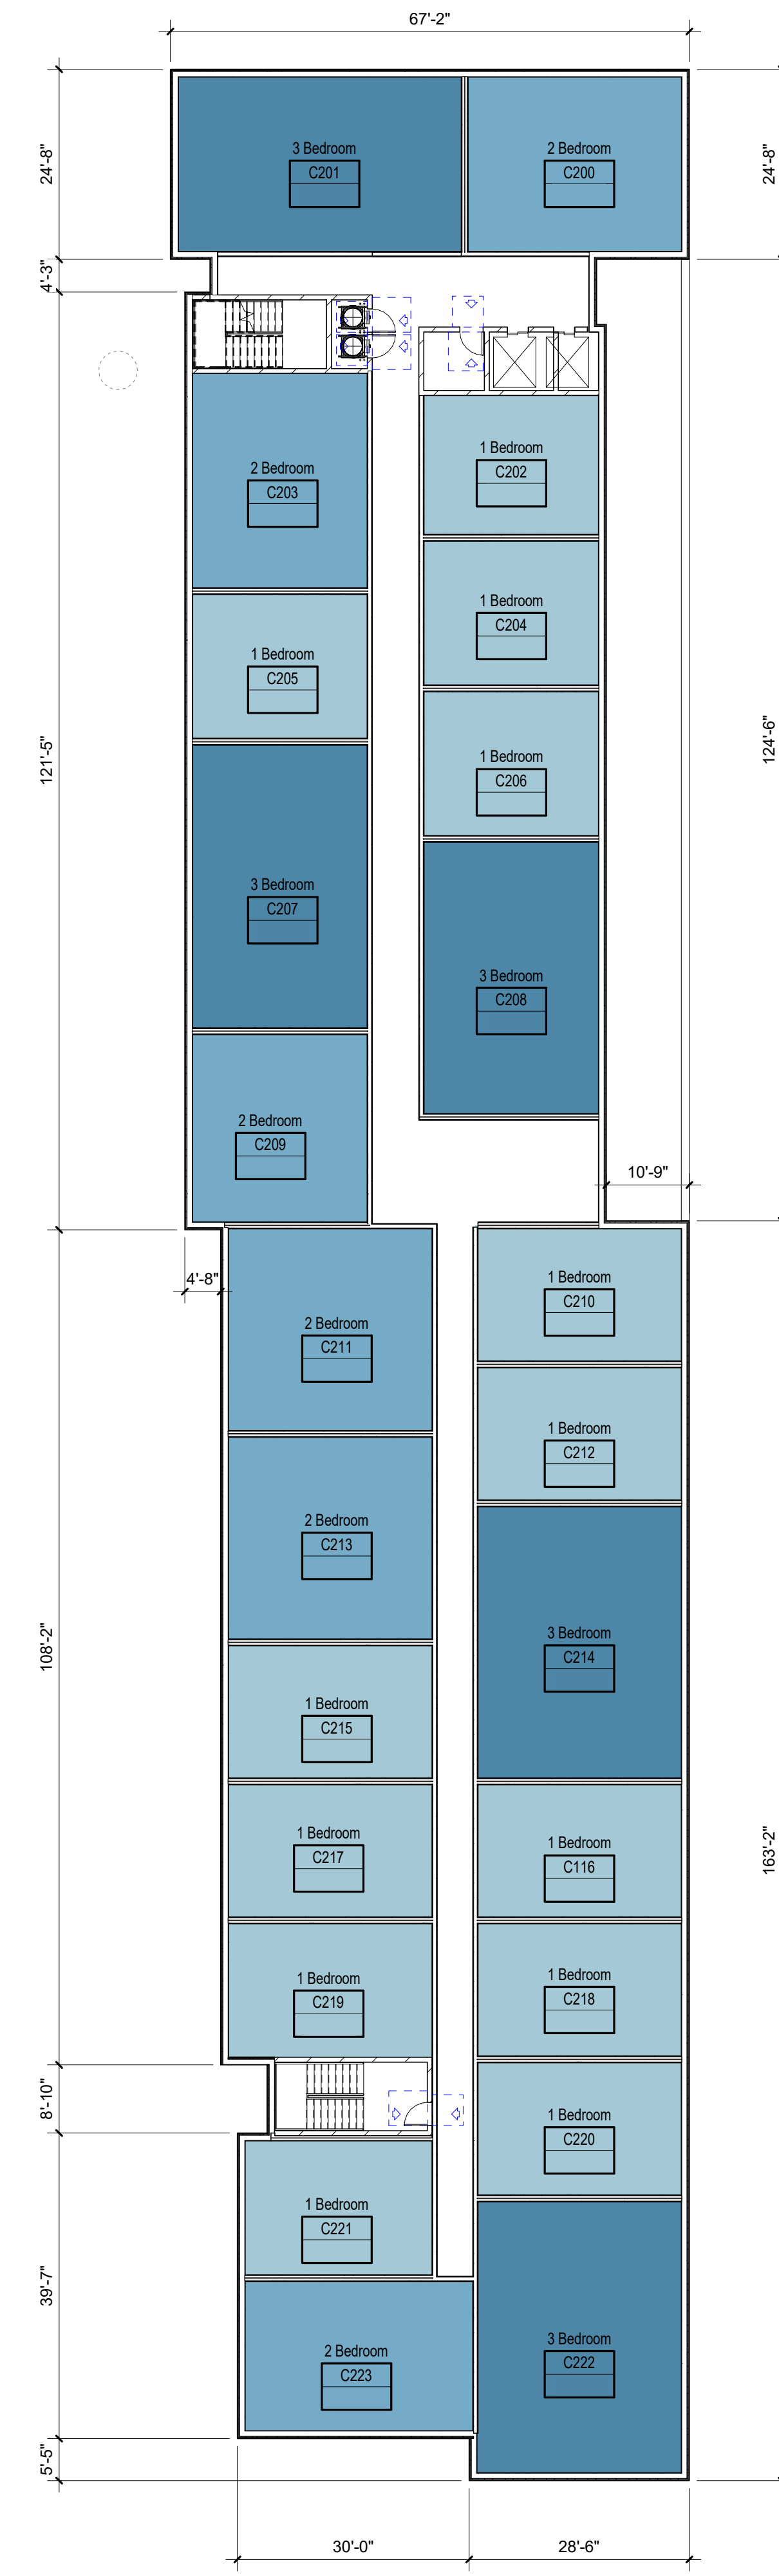 67'-2"
24'-8"
24'-8"
3 Bedroom
C201
2 Bedroom
C200
4'-3"
1 Bedroom
C202
2 Bedroom
C203
1 Bedroom
C204
1 Bedroom
C205
121'-5"
124'-6"
1 Bedroom
C206
3 Bedroom
C207
3 Bedroom
C208
2 Bedroom
C209
10'-9"
4'-8"
1 Bedroom
C210
2 Bedroom
C211
1 Bedroom
C212
2 Bedroom
C213
108'-2"
3 Bedroom
C214
1 Bedroom
C215
1 Bedroom
C217
1 Bedroom
C116
163'-2"
1 Bedroom
C219
1 Bedroom
C218
8'-10"
1 Bedroom
C220
1 Bedroom
C221
39'-7"
3 Bedroom
C222
2 Bedroom
C223
5'-5"
30'-0"
28'-6"